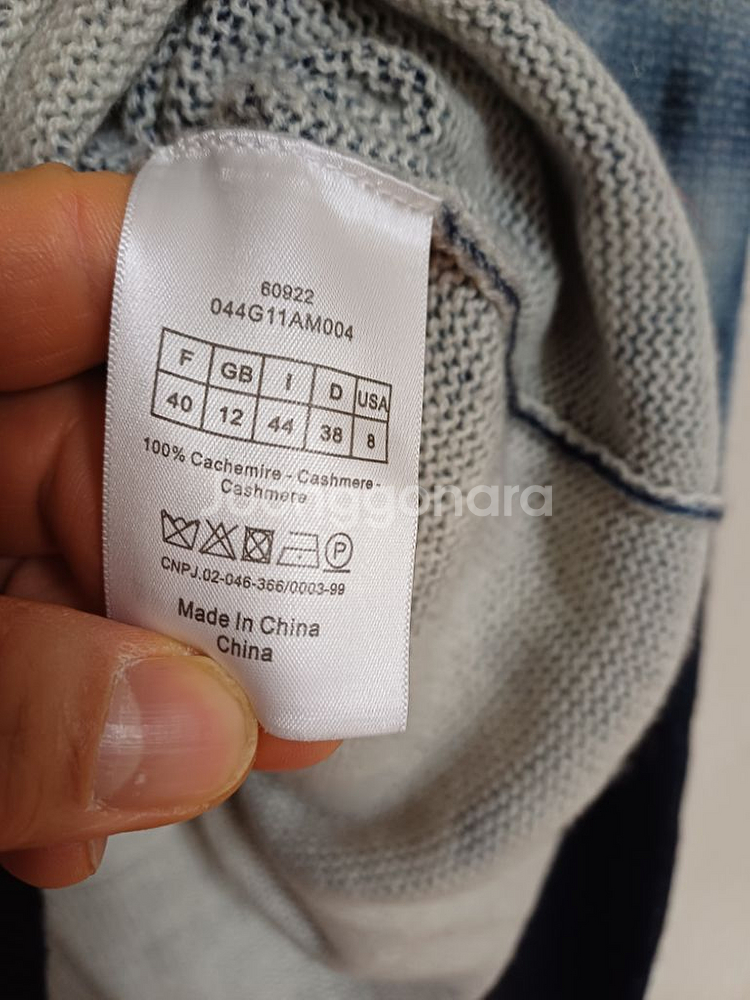 60922
044G11AM004
F GB I D USA
40 12 44 38 8
100% Cachemire - Cashmere -
Cashmere
P
CNPJ.02-046-366/0003-99
Made In China
China
Joonggonara